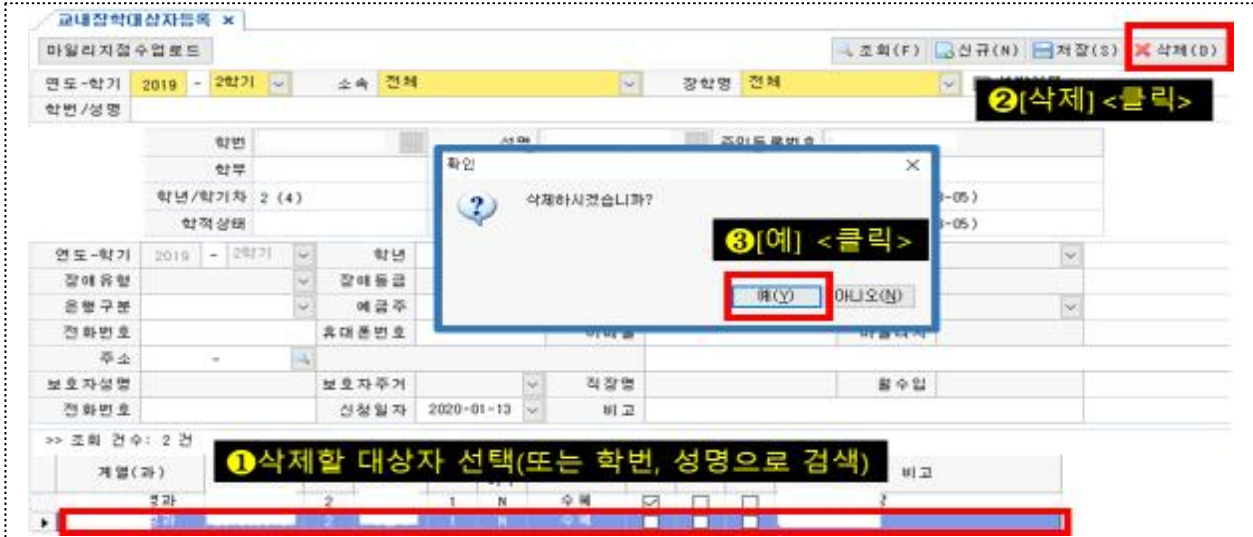 교내장학대상자등록 ×
마일리지점수업로드 조회(F) 신규(N) 저장(S) 삭제(D)
연도-학기 2019 - 2학기 소속 전체 장학명 전체
❷[삭제] <클릭>
학번/성명
학번 성명 주민등록번호
학부
학년/학기차 2 (4) -05)
학적상태 -05)
확인 ×
삭제하시겠습니까?
❸[예] <클릭>
예(Y) 아니오(N)
연도-학기 2019 - 2학기 학년
장애유형 장애등급
은행구분 예금주
전화번호 휴대폰번호
주소 -
보호자성명 보호자주거 직장명 월수입
전화번호 신청일자 2020-01-13 비고
>> 조회 건수: 2 건
❶삭제할 대상자 선택(또는 학번, 성명으로 검색)
계열(과) 비고
2 1 N 수혜
2 1 N 수혜